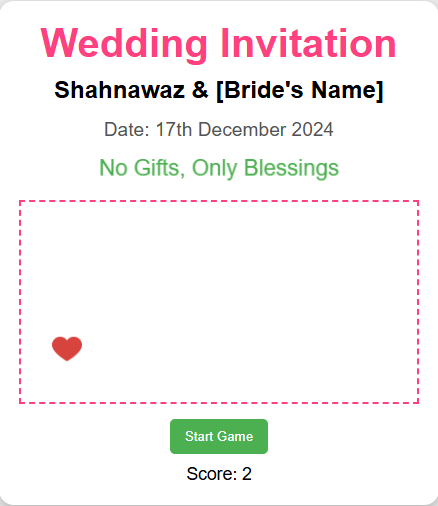 Wedding Invitation
Shahnawaz & [Bride's Name]
Date: 17th December 2024
No Gifts, Only Blessings
Start Game
Score: 2